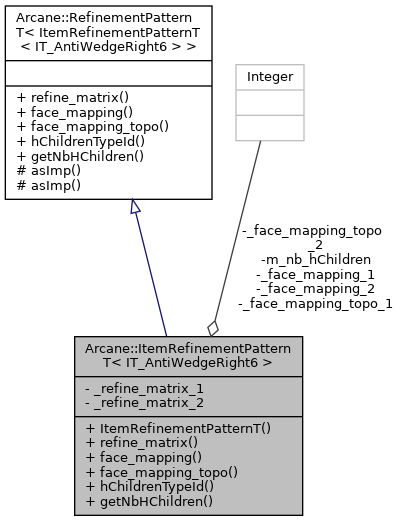 Arcane::RefinementPattern
T< ItemRefinementPatternT
< IT_AntiWedgeRight6 > >
+ refine_matrix()
+ face_mapping()
+ face_mapping_topo()
+ hChildrenTypeId()
+ getNbHChildren()
# asImp()
# asImp()
Integer
-_face_mapping_topo
_2
-m_nb_hChildren
-_face_mapping_1
-_face_mapping_2
-_face_mapping_topo_1
Arcane::ItemRefinementPattern
T< IT_AntiWedgeRight6 >
- _refine_matrix_1
- _refine_matrix_2
+ ItemRefinementPatternT()
+ refine_matrix()
+ face_mapping()
+ face_mapping_topo()
+ hChildrenTypeId()
+ getNbHChildren()